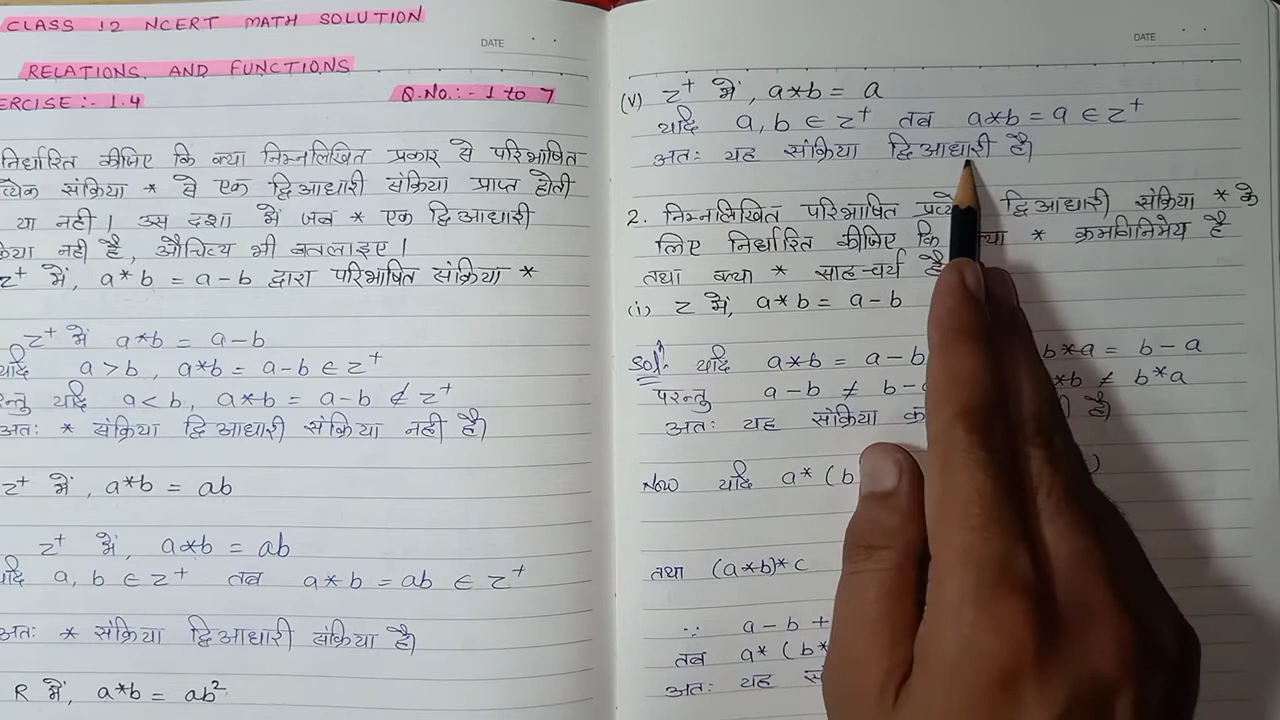 CLASS 12 NCERT MATH SOLUTION
RELATIONS AND FUNCTIONS
ERCISE:- 1.4 Q.NO.:- 1 to 7
निर्धारित कीजिए कि क्या निम्नलिखित प्रकार से परिभाषित
त्येक संक्रिया * से एक द्विआधारी संक्रिया प्राप्त होती
या नहीं। उस दशा में जब * एक द्विआधारी
क्रिया नहीं है, औचित्य भी बतलाइए।
Z⁺ में, a*b = a-b द्वारा परिभाषित संक्रिया *
Z⁺ में a*b = a-b
यदि a>b, a*b = a-b ∈ Z⁺
रन्तु यदि a<b, a*b = a-b ∉ Z⁺
अतः * संक्रिया द्विआधारी संक्रिया नही है।
Z⁺ में, a*b = ab
Z⁺ में, a*b = ab
यदि a, b ∈ Z⁺ तब a*b = ab ∈ Z⁺
अतः * संक्रिया द्विआधारी संक्रिया है।
R में, a*b = ab²
DATE
DATE
(V) Z⁺ में, a*b = a
यदि a, b ∈ Z⁺ तब a*b = a ∈ Z⁺
अतः यह संक्रिया द्विआधारी है।
2. निम्नलिखित परिभाषित द्विआधारी संक्रिया * के
लिए निर्धारित कीजिए कि * क्रमविनिमेय है
तथा क्या * साहचर्य है
(i) Z में, a*b = a-b
Solⁿ. यदि a*b = a-b b*a = b-a
परन्तु a-b ≠ b- *b ≠ b*a
अतः यह संक्रिया है।
Now यदि a*(b )
तथा (a*b)*c
∵ a-b+
तब a*(b*
अतः यह